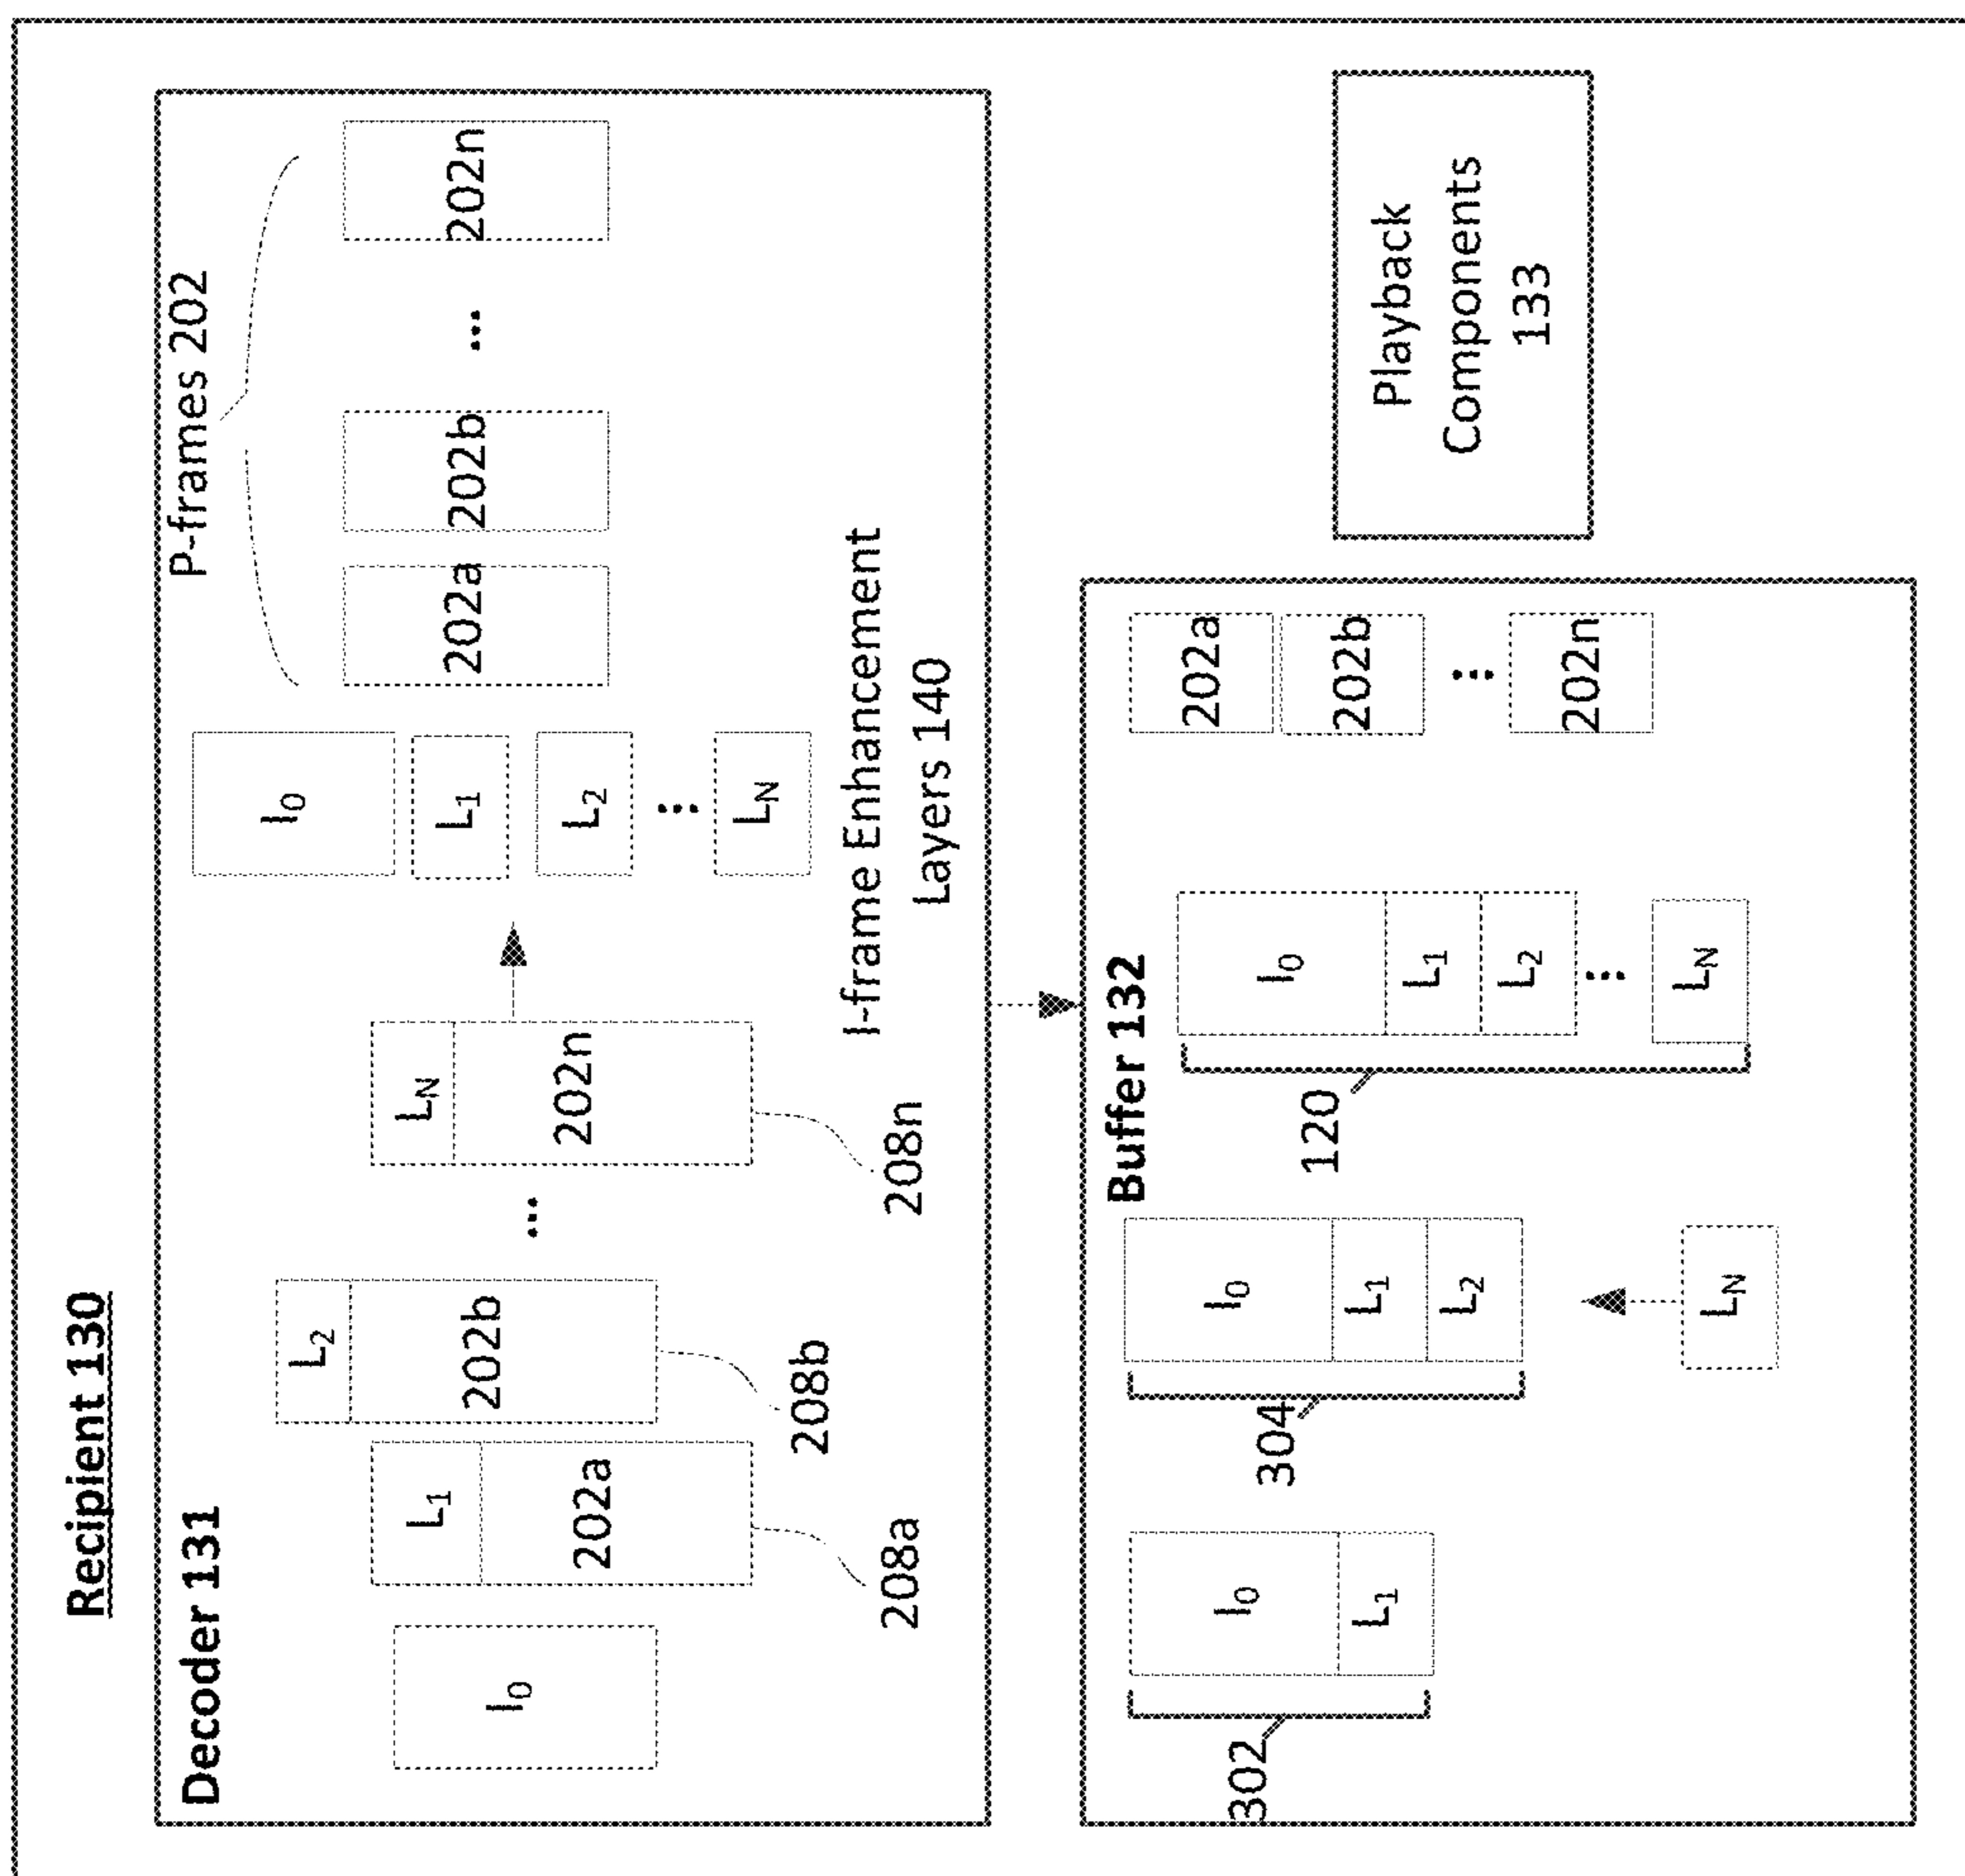 Recipient 130
Decoder 131
I0
L1
202a
208a
L2
202b
208b
...
LN
202n
208n
I0
L1
L2
...
LN
I-frame Enhancement
Layers 140
P-frames 202
202a
202b
...
202n
Buffer 132
302
I0
L1
304
I0
L1
L2
LN
120
I0
L1
L2
...
LN
202a
202b
...
202n
Playback
Components
133